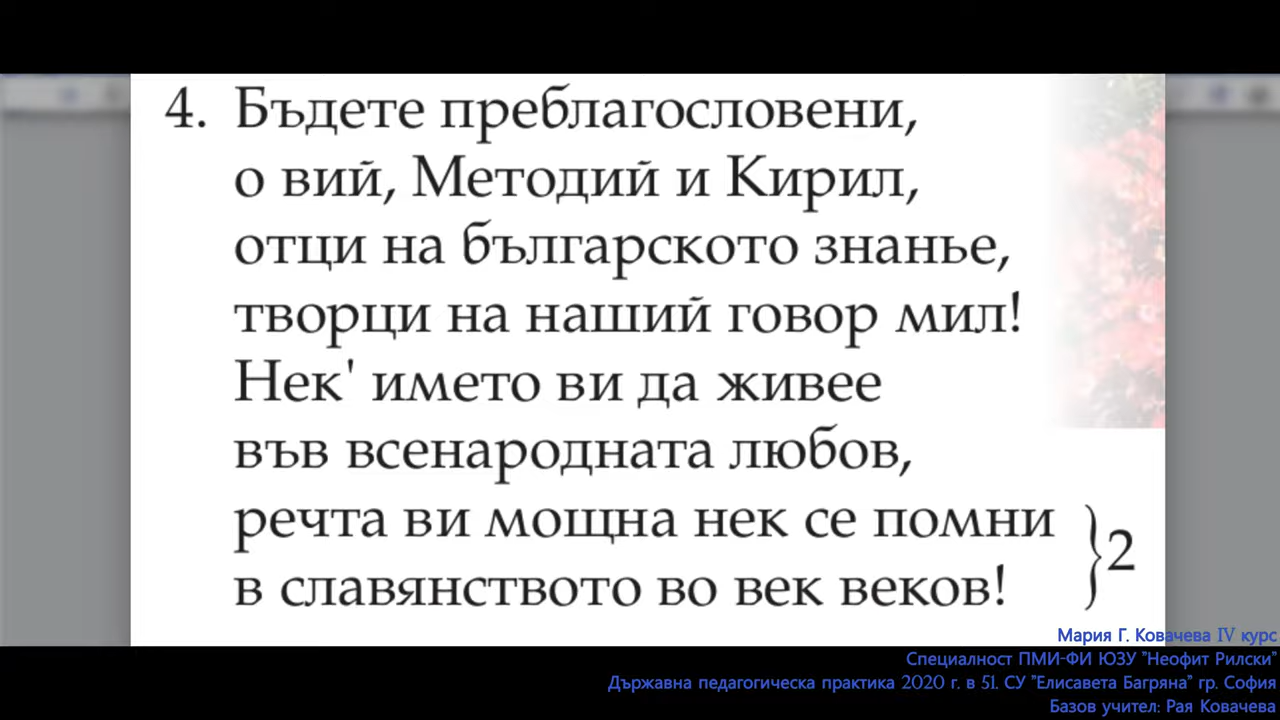 4. Бъдете преблагословени,
о вий, Методий и Кирил,
отци на българското знанье,
творци на наший говор мил!
Нек' името ви да живее
във всенародната любов,
речта ви мощна нек се помни
в славянството во век веков!
}2
Мария Г. Ковачева IV курс
Специалност ПМИ-ФИ ЮЗУ "Неофит Рилски"
Държавна педагогическа практика 2020 г. в 51. СУ "Елисавета Багряна" гр. София
Базов учител: Рая Ковачева